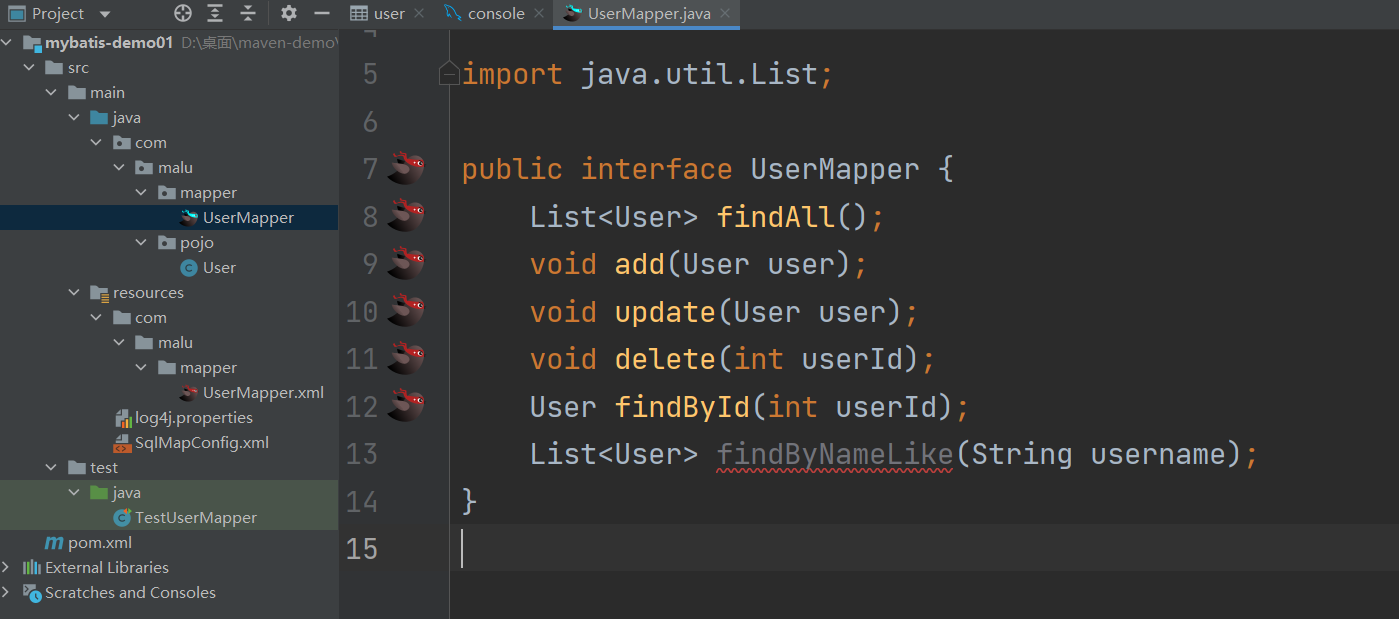 Project
user
console
UserMapper.java
mybatis-demo01 D:\桌面\maven-demo\
src
main
java
com
malu
mapper
UserMapper
pojo
User
resources
com
malu
mapper
UserMapper.xml
log4j.properties
SqlMapConfig.xml
test
java
TestUserMapper
pom.xml
External Libraries
Scratches and Consoles
5 import java.util.List;
6
7 public interface UserMapper {
8 List<User> findAll();
9 void add(User user);
10 void update(User user);
11 void delete(int userId);
12 User findById(int userId);
13 List<User> findByNameLike(String username);
14 }
15